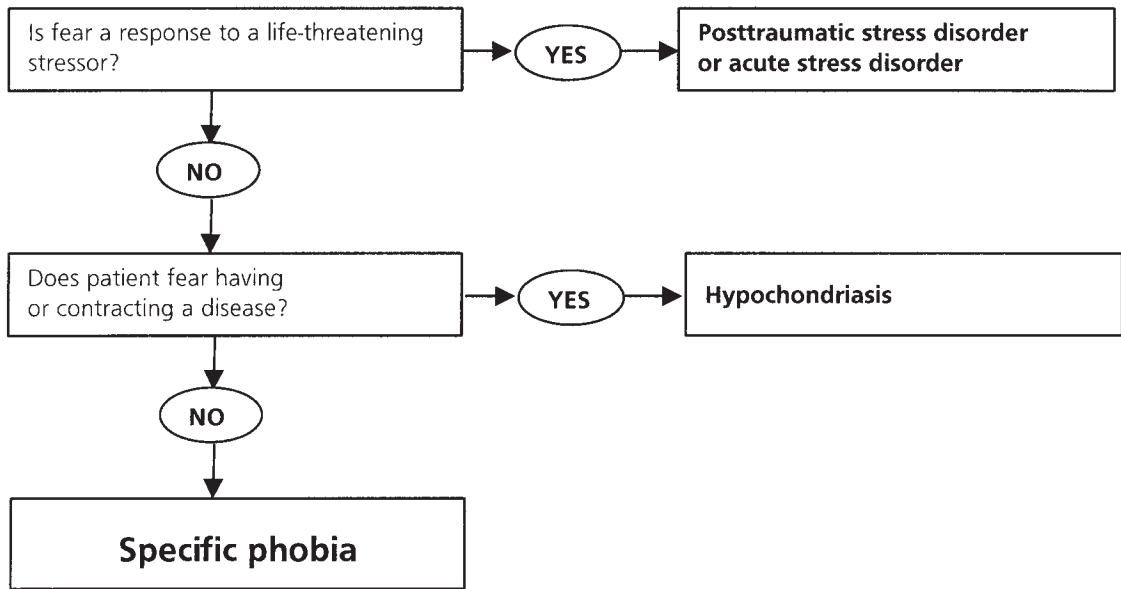 Is fear a response to a life-threatening
stressor?
YES
Posttraumatic stress disorder
or acute stress disorder
NO
Does patient fear having
or contracting a disease?
YES
Hypochondriasis
NO
Specific phobia